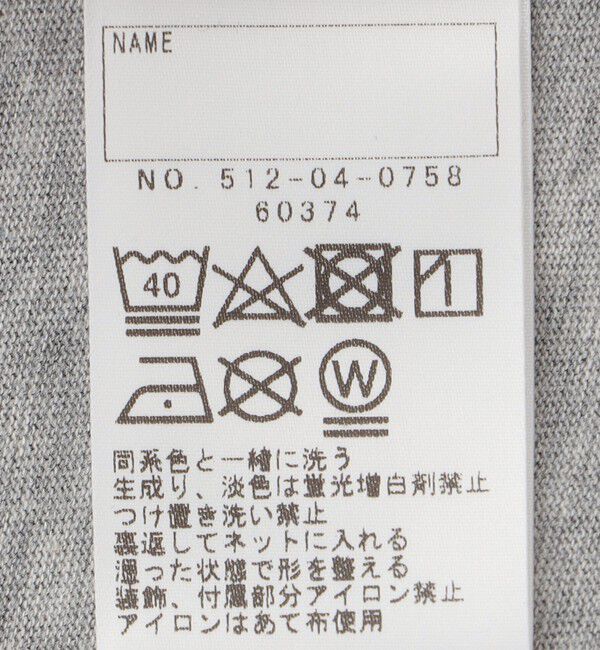 NAME
NO. 512-04-0758
60374
40
W
同系色と一緒に洗う
生成り、淡色は蛍光増白剤禁止
つけ置き洗い禁止
裏返してネットに入れる
湿った状態で形を整える
装飾、付属部分アイロン禁止
アイロンはあて布使用